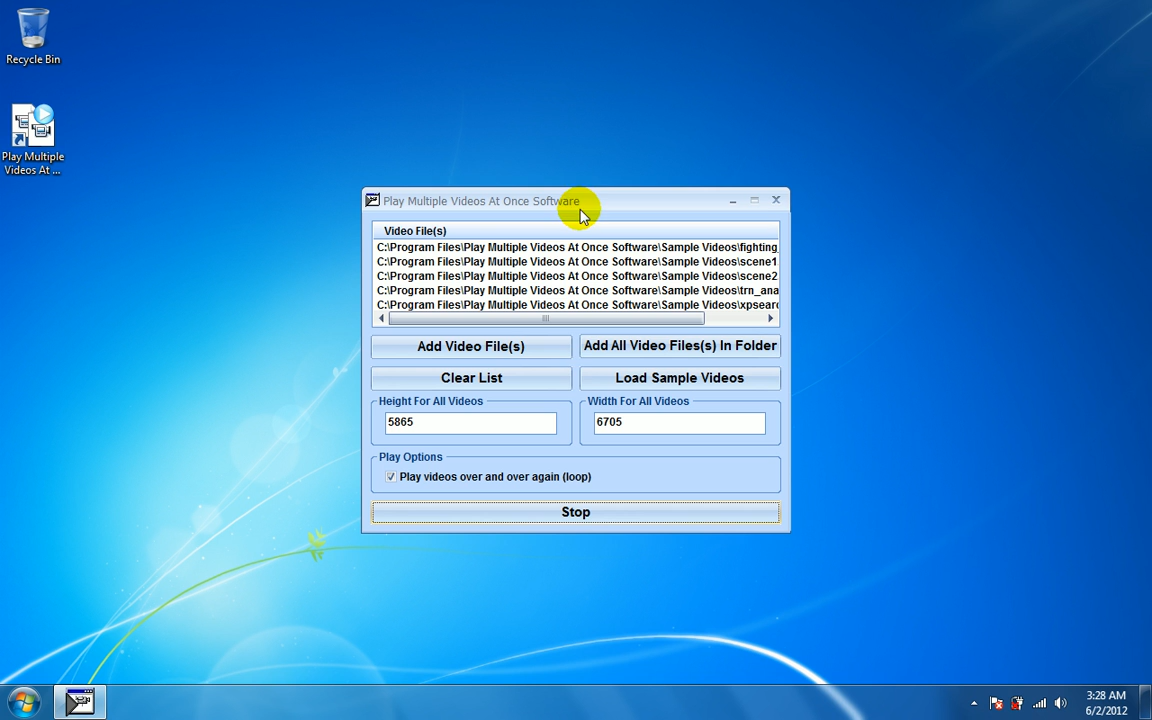 Recycle Bin
Play Multiple
Videos At ...
Play Multiple Videos At Once Software
Video File(s)
C:\Program Files\Play Multiple Videos At Once Software\Sample Videos\fighting_
C:\Program Files\Play Multiple Videos At Once Software\Sample Videos\scene1.
C:\Program Files\Play Multiple Videos At Once Software\Sample Videos\scene2.
C:\Program Files\Play Multiple Videos At Once Software\Sample Videos\trn_ana
C:\Program Files\Play Multiple Videos At Once Software\Sample Videos\xpsearc
Add Video File(s)
Add All Video Files(s) In Folder
Clear List
Load Sample Videos
Height For All Videos
Width For All Videos
5865
6705
Play Options
Play videos over and over again (loop)
Stop
3:28 AM
6/2/2012